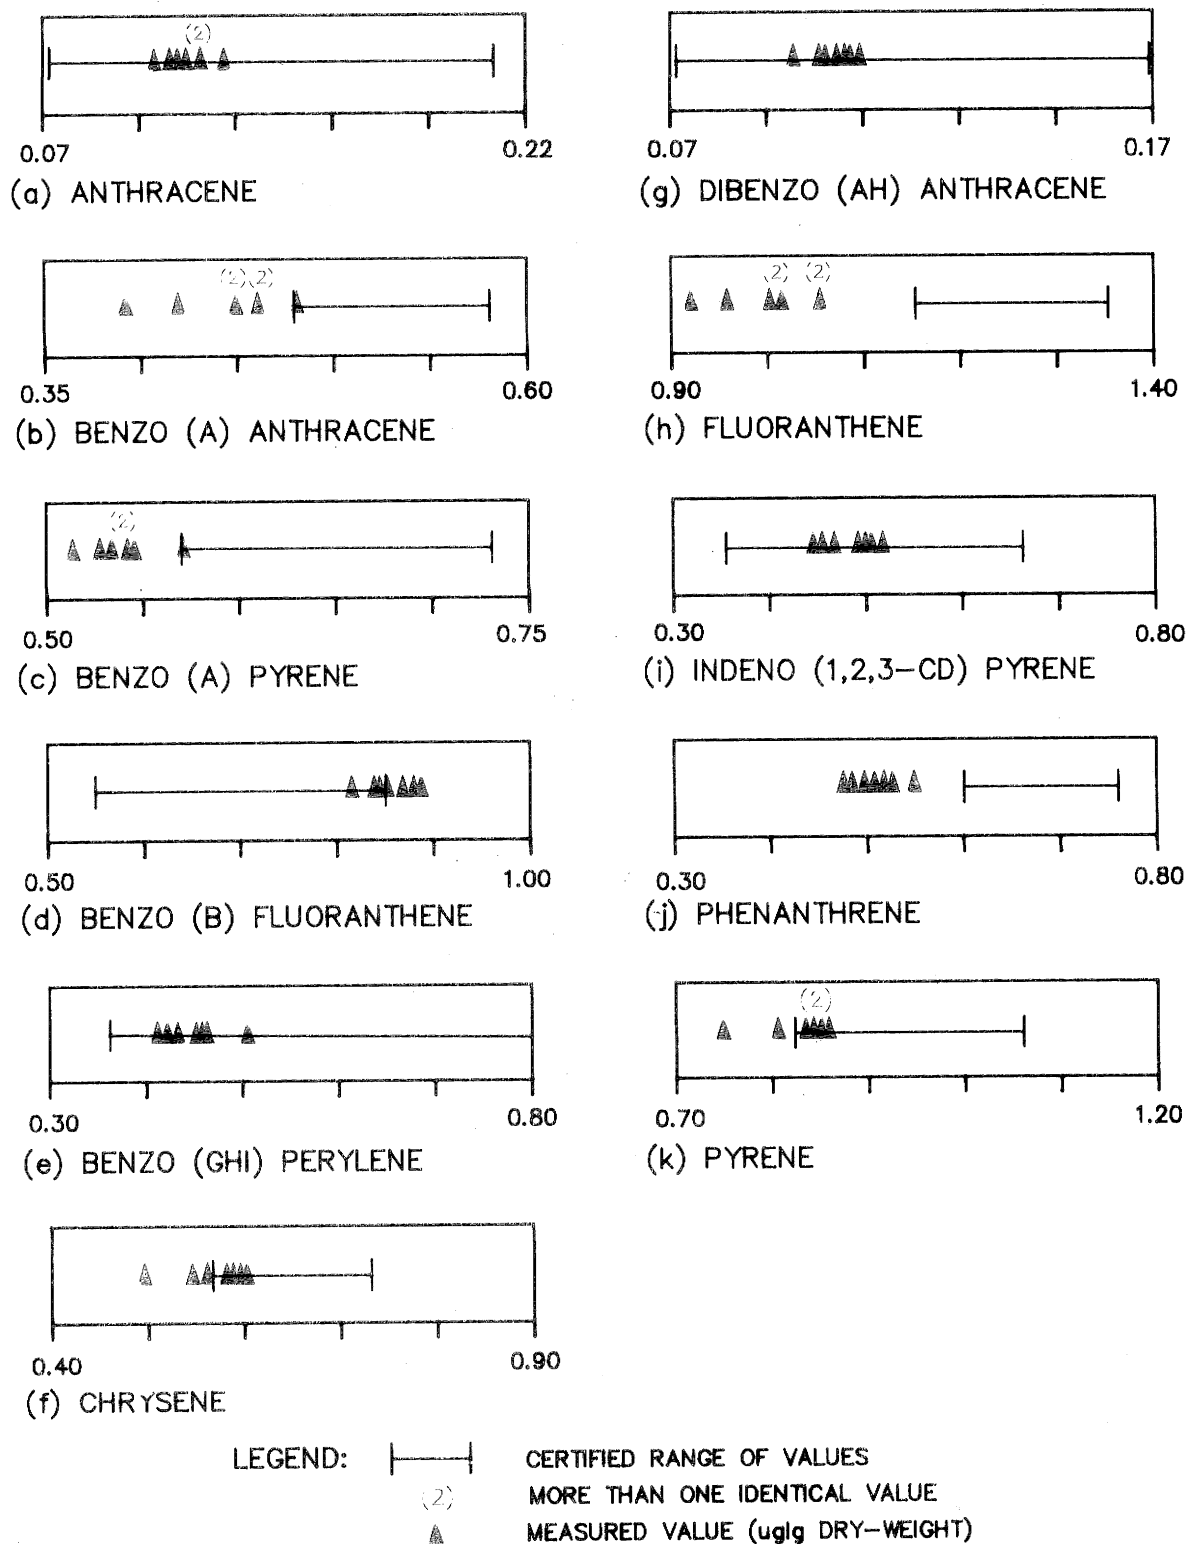 (2)
0.07 0.22
(a) ANTHRACENE
0.07 0.17
(g) DIBENZO (AH) ANTHRACENE
(2) (2)
0.35 0.60
(b) BENZO (A) ANTHRACENE
(2) (2)
0.90 1.40
(h) FLUORANTHENE
(2)
0.50 0.75
(c) BENZO (A) PYRENE
0.30 0.80
(i) INDENO (1,2,3-CD) PYRENE
0.50 1.00
(d) BENZO (B) FLUORANTHENE
0.30 0.80
(j) PHENANTHRENE
0.30 0.80
(e) BENZO (GHI) PERYLENE
(2)
0.70 1.20
(k) PYRENE
0.40 0.90
(f) CHRYSENE
LEGEND: CERTIFIED RANGE OF VALUES
(2) MORE THAN ONE IDENTICAL VALUE
MEASURED VALUE (ug|g DRY-WEIGHT)